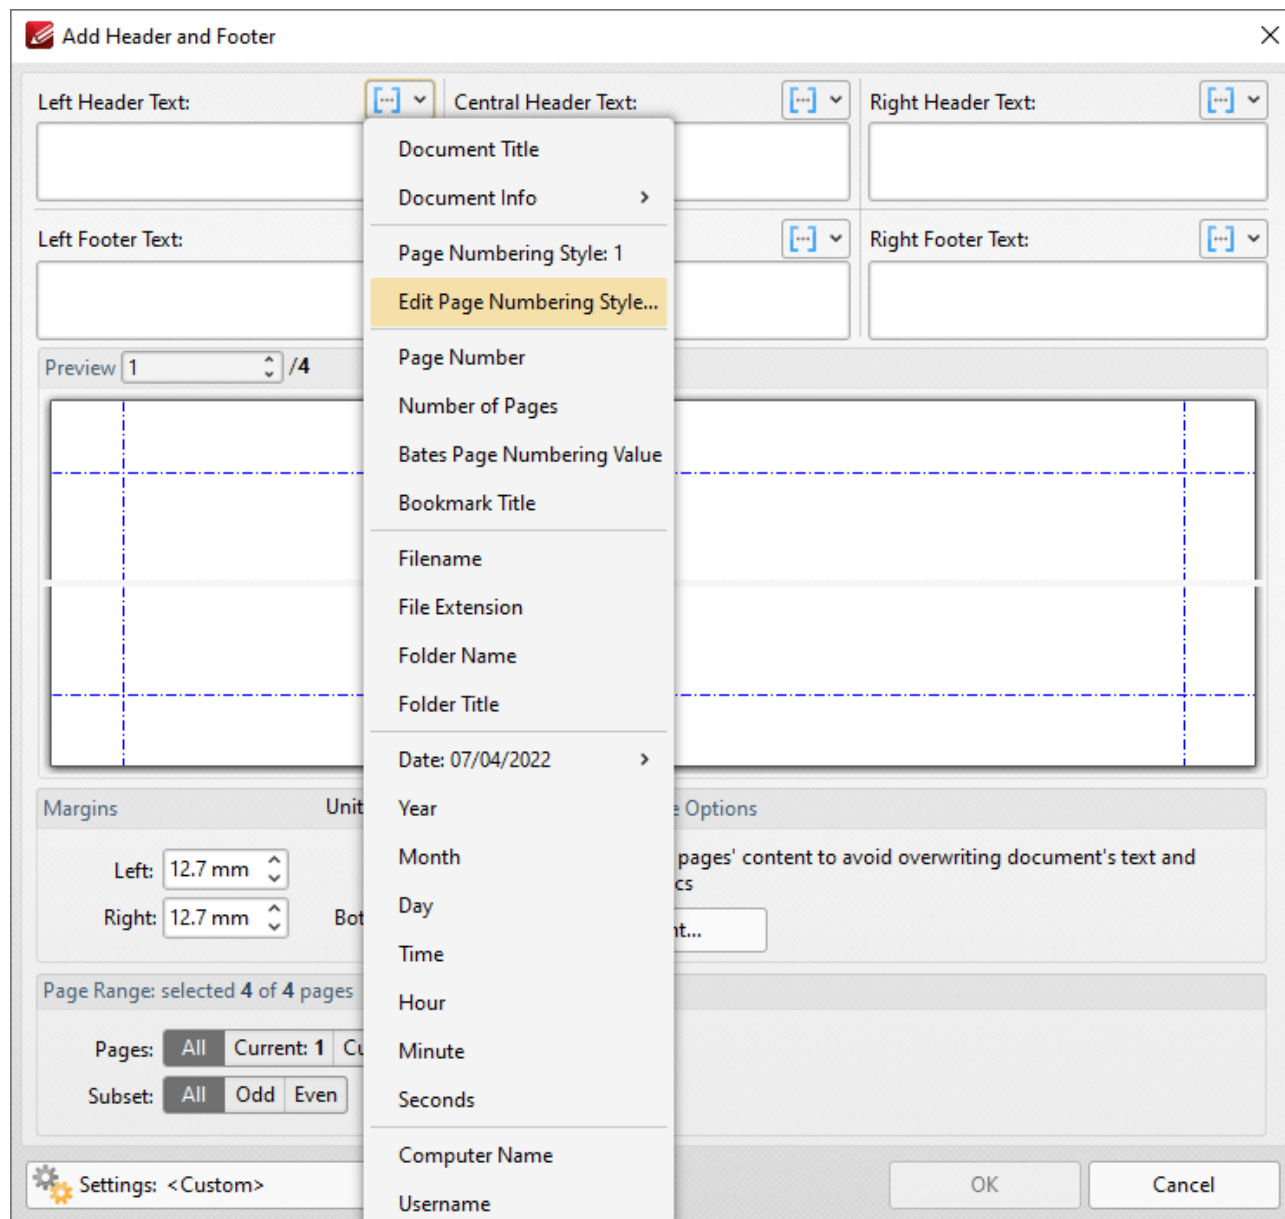 Add Header and Footer
Left Header Text:
Central Header Text:
Right Header Text:
Document Title
Document Info
Left Footer Text:
Right Footer Text:
Page Numbering Style: 1
Edit Page Numbering Style...
Preview 1 /4
Page Number
Number of Pages
Bates Page Numbering Value
Bookmark Title
Filename
File Extension
Folder Name
Folder Title
Date: 07/04/2022
Year
Month
Day
Time
Hour
Minute
Seconds
Computer Name
Username
Margins
Unit
Left: 12.7 mm
Right: 12.7 mm
Bot
Options
pages' content to avoid overwriting document's text and
cs
nt...
Page Range: selected 4 of 4 pages
Pages: All Current: 1 Cu
Subset: All Odd Even
Settings: <Custom>
OK
Cancel